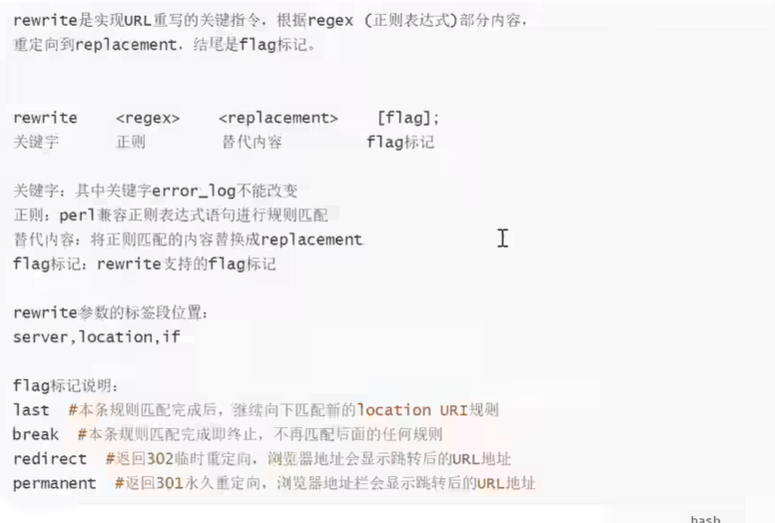 rewrite是实现URL重写的关键指令，根据regex (正则表达式)部分内容，
重定向到replacement，结尾是flag标记。
rewrite <regex> <replacement> [flag];
关键字 正则 替代内容 flag标记
关键字：其中关键字error_log不能改变
正则：perl兼容正则表达式语句进行规则匹配
替代内容：将正则匹配的内容替换成replacement
flag标记：rewrite支持的flag标记
rewrite参数的标签段位置：
server,location,if
flag标记说明：
last #本条规则匹配完成后，继续向下匹配新的location URI规则
break #本条规则匹配完成即终止，不再匹配后面的任何规则
redirect #返回302临时重定向，浏览器地址会显示跳转后的URL地址
permanent #返回301永久重定向，浏览器地址栏会显示跳转后的URL地址
bash